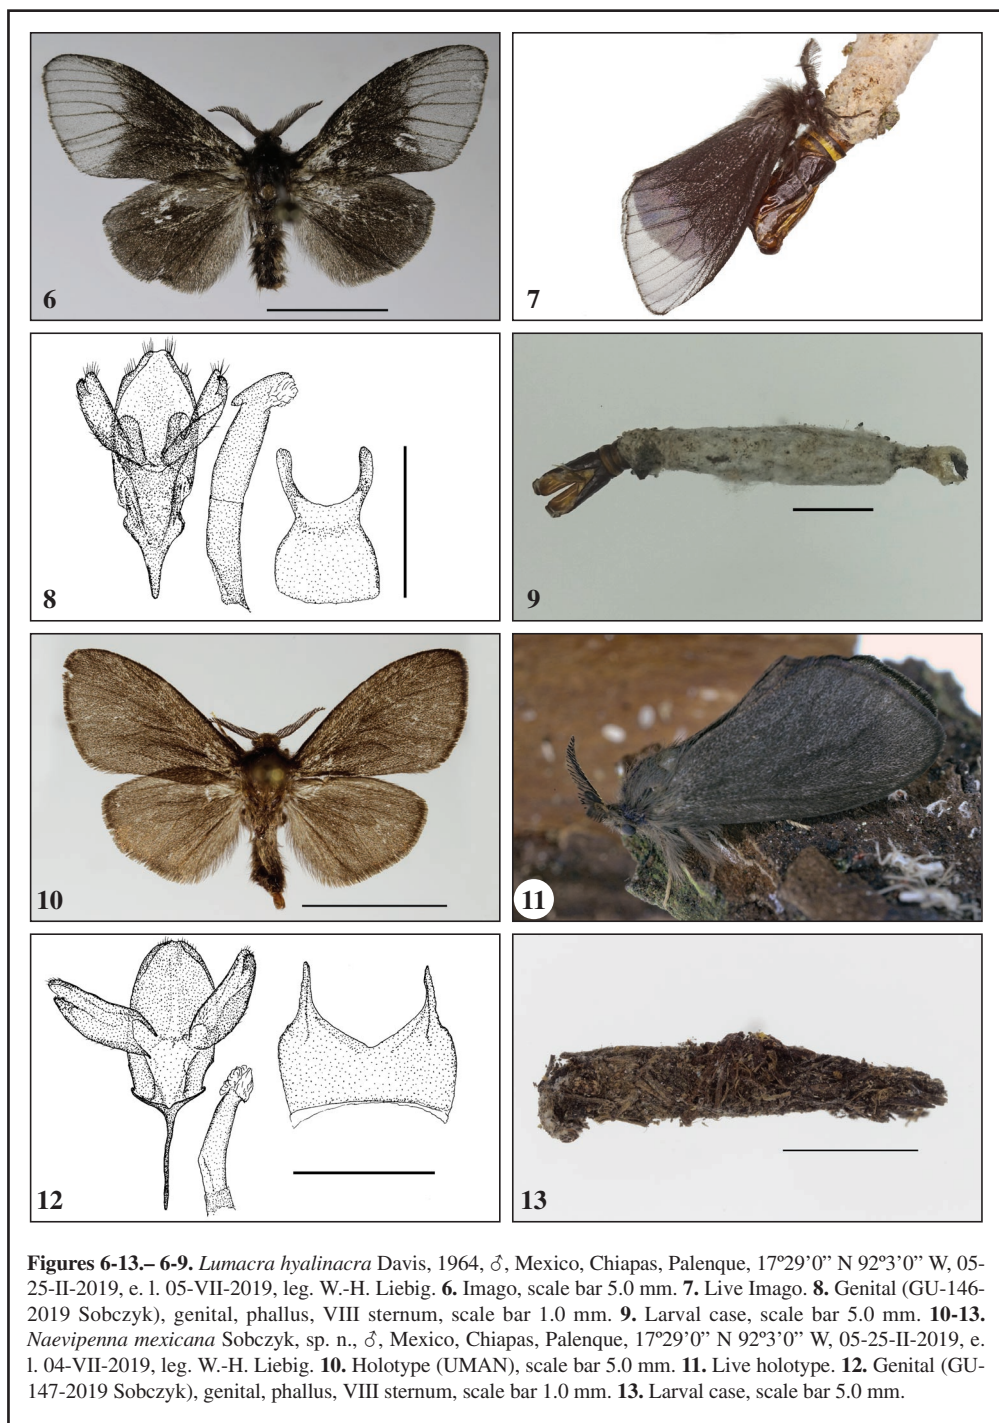 6
7
8
9
10
11
12
13
Figures 6-13.– 6-9. Lumacra hyalinacra Davis, 1964, ♂, Mexico, Chiapas, Palenque, 17º29’0” N 92º3’0” W, 05-
25-II-2019, e. l. 05-VII-2019, leg. W.-H. Liebig. 6. Imago, scale bar 5.0 mm. 7. Live Imago. 8. Genital (GU-146-
2019 Sobczyk), genital, phallus, VIII sternum, scale bar 1.0 mm. 9. Larval case, scale bar 5.0 mm. 10-13.
Naevipenna mexicana Sobczyk, sp. n., ♂, Mexico, Chiapas, Palenque, 17º29’0” N 92º3’0” W, 05-25-II-2019, e.
l. 04-VII-2019, leg. W.-H. Liebig. 10. Holotype (UMAN), scale bar 5.0 mm. 11. Live holotype. 12. Genital (GU-
147-2019 Sobczyk), genital, phallus, VIII sternum, scale bar 1.0 mm. 13. Larval case, scale bar 5.0 mm.